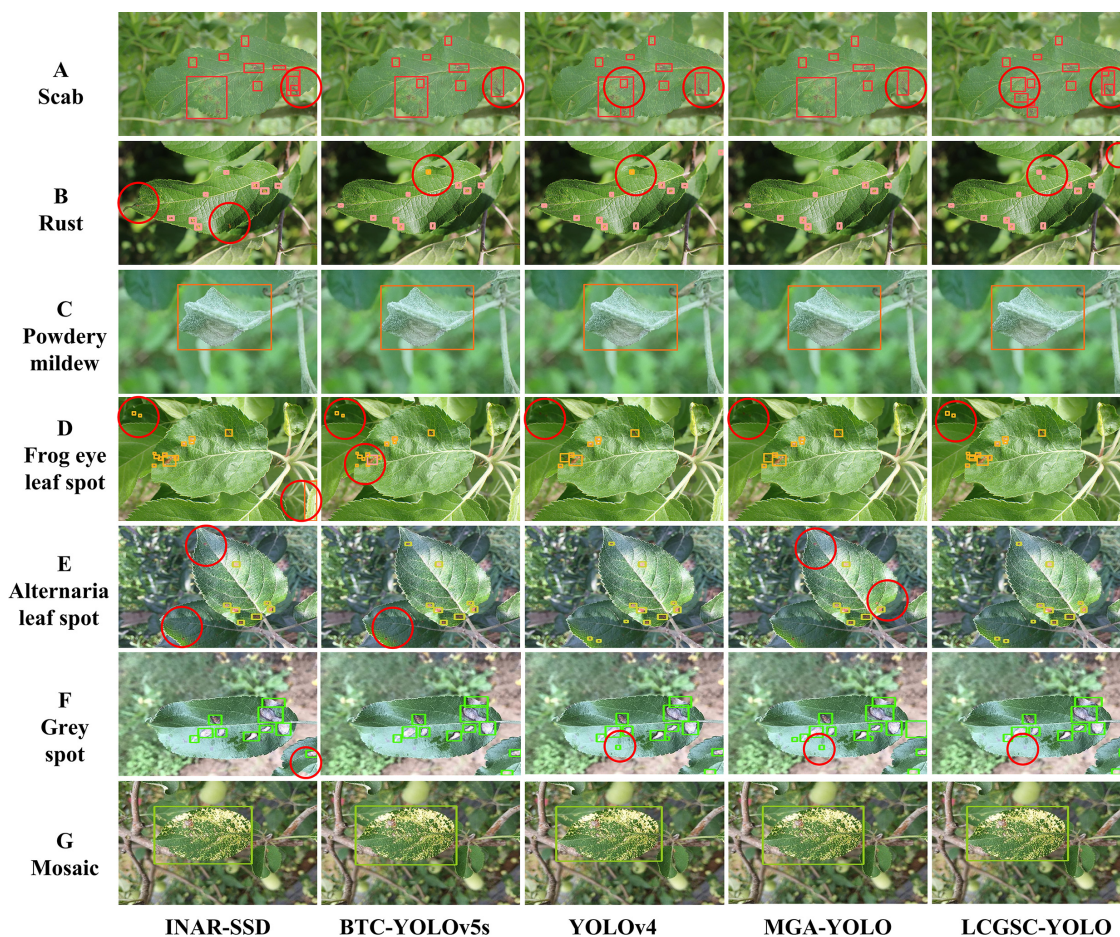 A
Scab
B
Rust
C
Powdery
mildew
D
Frog eye
leaf spot
E
Alternaria
leaf spot
F
Grey
spot
G
Mosaic
INAR-SSD
BTC-YOLOv5s
YOLOv4
MGA-YOLO
LCGSC-YOLO